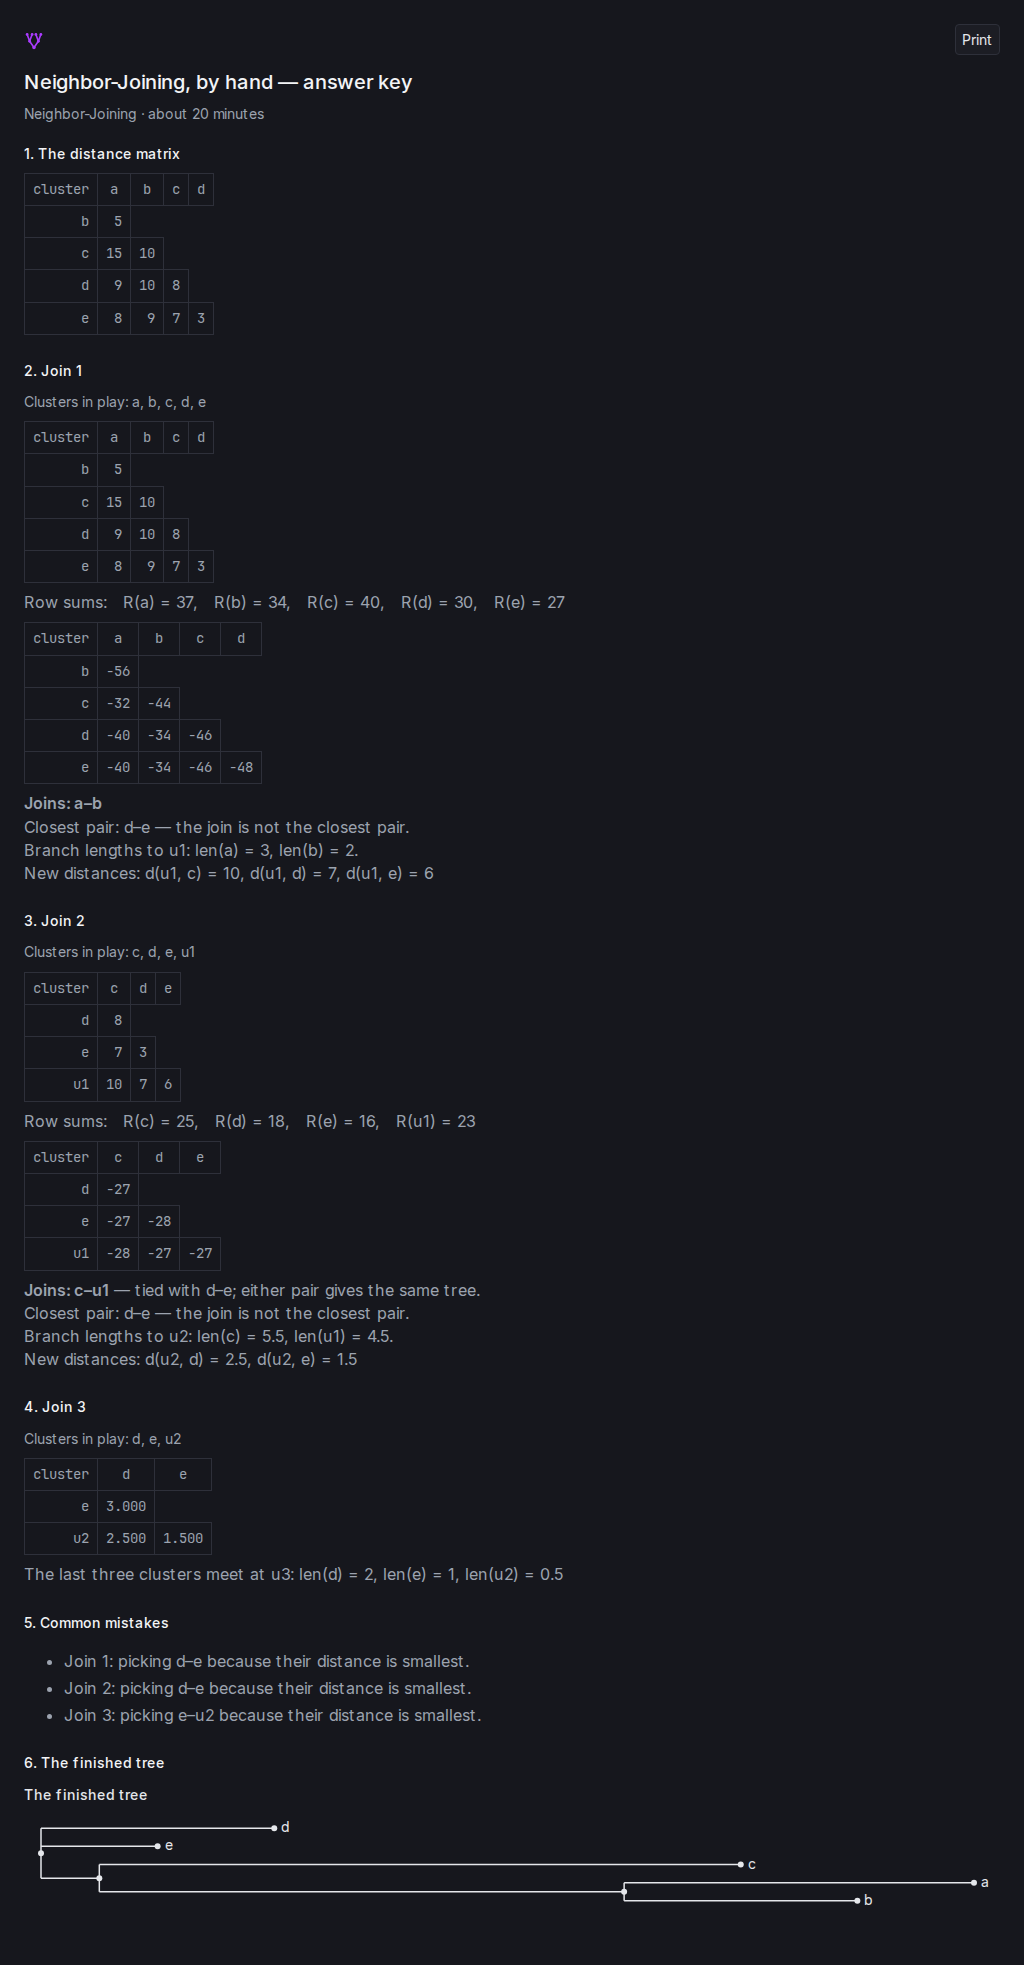 Print
Neighbor-Joining, by hand — answer key
Neighbor-Joining · about 20 minutes
1. The distance matrix
cluster a b c d
b 5
c 15 10
d 9 10 8
e 8 9 7 3
2. Join 1
Clusters in play: a, b, c, d, e
cluster a b c d
b 5
c 15 10
d 9 10 8
e 8 9 7 3
Row sums: R(a) = 37, R(b) = 34, R(c) = 40, R(d) = 30, R(e) = 27
cluster a b c d
b -56
c -32 -44
d -40 -34 -46
e -40 -34 -46 -48
Joins: a–b
Closest pair: d–e — the join is not the closest pair.
Branch lengths to u1: len(a) = 3, len(b) = 2.
New distances: d(u1, c) = 10, d(u1, d) = 7, d(u1, e) = 6
3. Join 2
Clusters in play: c, d, e, u1
cluster c d e
d 8
e 7 3
u1 10 7 6
Row sums: R(c) = 25, R(d) = 18, R(e) = 16, R(u1) = 23
cluster c d e
d -27
e -27 -28
u1 -28 -27 -27
Joins: c–u1 — tied with d–e; either pair gives the same tree.
Closest pair: d–e — the join is not the closest pair.
Branch lengths to u2: len(c) = 5.5, len(u1) = 4.5.
New distances: d(u2, d) = 2.5, d(u2, e) = 1.5
4. Join 3
Clusters in play: d, e, u2
cluster d e
e 3.000
u2 2.500 1.500
The last three clusters meet at u3: len(d) = 2, len(e) = 1, len(u2) = 0.5
5. Common mistakes
• Join 1: picking d–e because their distance is smallest.
• Join 2: picking d–e because their distance is smallest.
• Join 3: picking e–u2 because their distance is smallest.
6. The finished tree
The finished tree
d
e
c
a
b